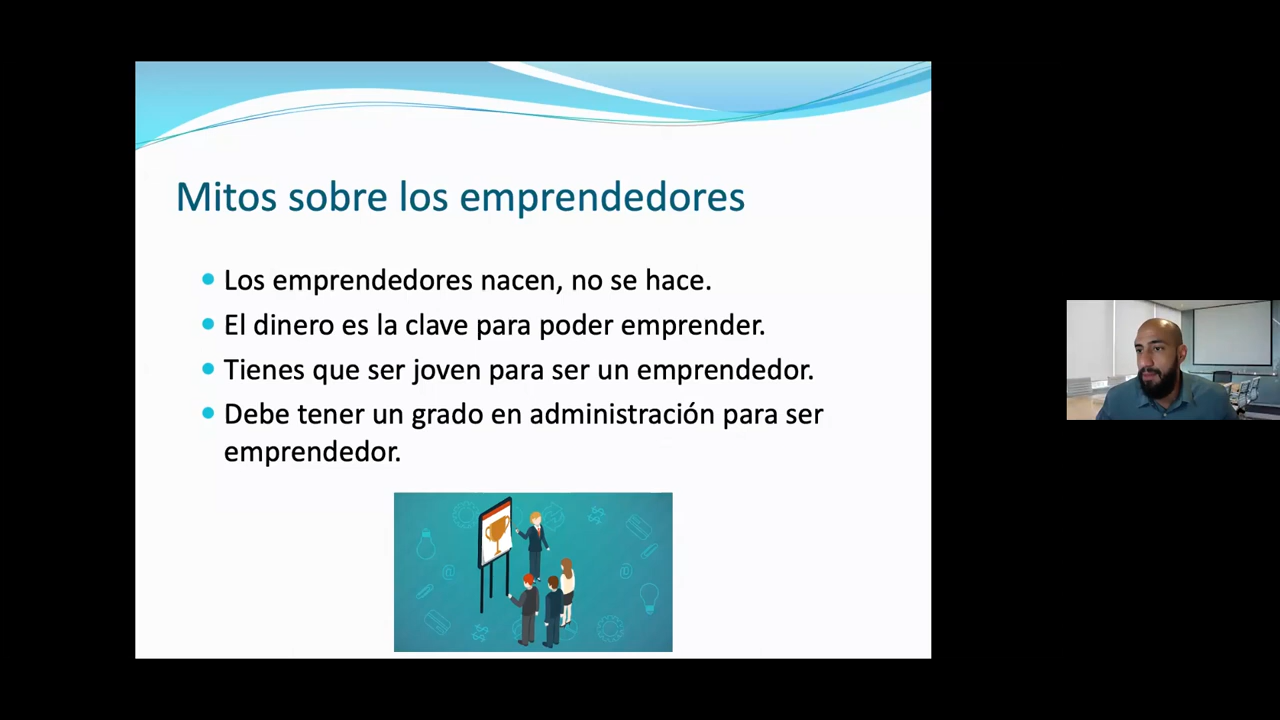 Mitos sobre los emprendedores
Los emprendedores nacen, no se hace.
El dinero es la clave para poder emprender.
Tienes que ser joven para ser un emprendedor.
Debe tener un grado en administración para ser
emprendedor.